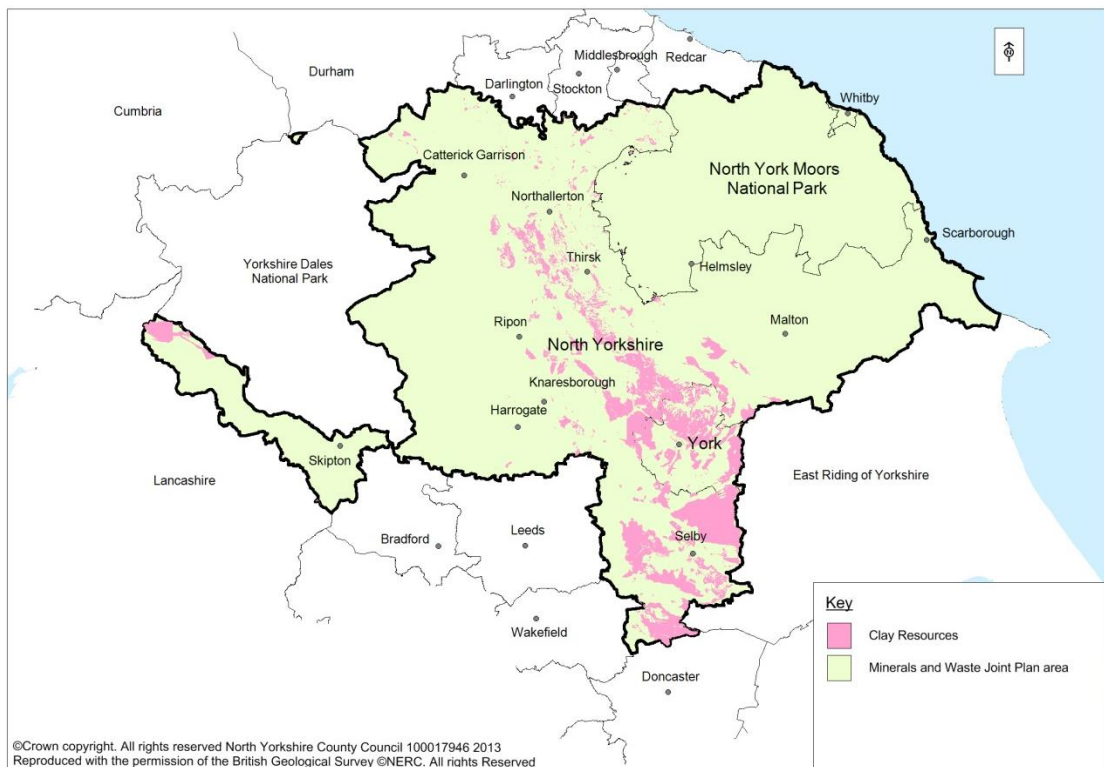 Durham
Cumbria
Darlington
Stockton
Middlesbrough
Redcar
N
Whitby
Catterick Garrison
North York Moors
National Park
Northallerton
Scarborough
Yorkshire Dales
National Park
Thirsk
Helmsley
Ripon
North Yorkshire
Malton
Knaresborough
Harrogate
York
Skipton
Lancashire
East Riding of Yorkshire
Bradford
Leeds
Selby
Wakefield
Doncaster
Key
Clay Resources
Minerals and Waste Joint Plan area
©Crown copyright. All rights reserved North Yorkshire County Council 100017946 2013
Reproduced with the permission of the British Geological Survey ©NERC. All rights Reserved